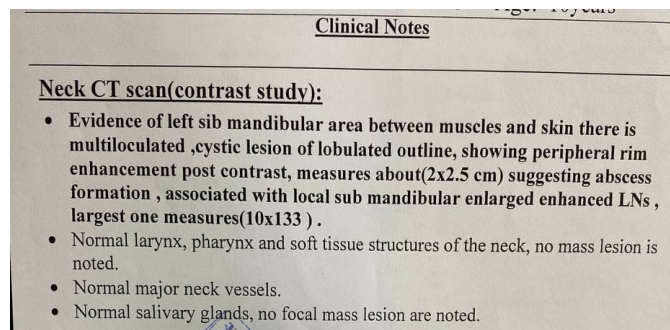 Clinical Notes
Neck CT scan(contrast study):
• Evidence of left sib mandibular area between muscles and skin there is
multiloculated ,cystic lesion of lobulated outline, showing peripheral rim
enhancement post contrast, measures about(2x2.5 cm) suggesting abscess
formation , associated with local sub mandibular enlarged enhanced LNs ,
largest one measures(10x133 ).
• Normal larynx, pharynx and soft tissue structures of the neck, no mass lesion is
noted.
• Normal major neck vessels.
• Normal salivary glands, no focal mass lesion are noted.